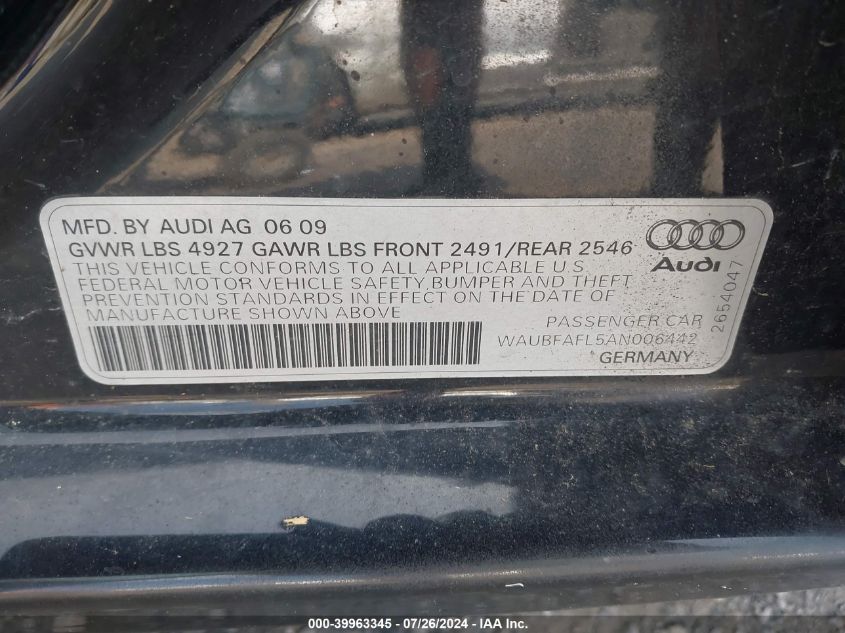 MFD. BY AUDI AG 06 09
GVWR LBS 4927 GAWR LBS FRONT 2491/REAR 2546
THIS VEHICLE CONFORMS TO ALL APPLICABLE U.S.
FEDERAL MOTOR VEHICLE SAFETY, BUMPER AND THEFT
PREVENTION STANDARDS IN EFFECT ON THE DATE OF
MANUFACTURE SHOWN ABOVE
PASSENGER CAR
WAUBFAFL5AN006442
GERMANY
Audi
2654047
000-39963345 - 07/26/2024 - IAA Inc.